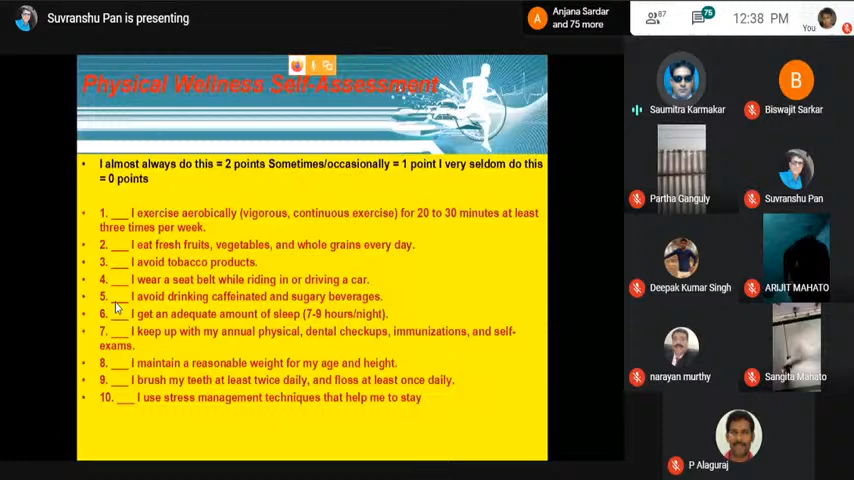 Suvranshu Pan is presenting
Anjana Sardar
and 75 more
87
76
12:38 PM
You
Physical Wellness Self-Assessment
• I almost always do this = 2 points Sometimes/occasionally = 1 point I very seldom do this
= 0 points
• 1. ___ I exercise aerobically (vigorous, continuous exercise) for 20 to 30 minutes at least
three times per week.
• 2. ___ I eat fresh fruits, vegetables, and whole grains every day.
• 3. ___ I avoid tobacco products.
• 4. ___ I wear a seat belt while riding in or driving a car.
• 5. ___ I avoid drinking caffeinated and sugary beverages.
• 6. ___ I get an adequate amount of sleep (7-9 hours/night).
• 7. ___ I keep up with my annual physical, dental checkups, immunizations, and self-
exams.
• 8. ___ I maintain a reasonable weight for my age and height.
• 9. ___ I brush my teeth at least twice daily, and floss at least once daily.
• 10. ___ I use stress management techniques that help me to stay
A
B
Saumitra Karmakar
Biswajit Sarkar
Partha Ganguly
Suvranshu Pan
Deepak Kumar Singh
ARIJIT MAHATO
narayan murthy
Sangita Mahato
P Alaguraj